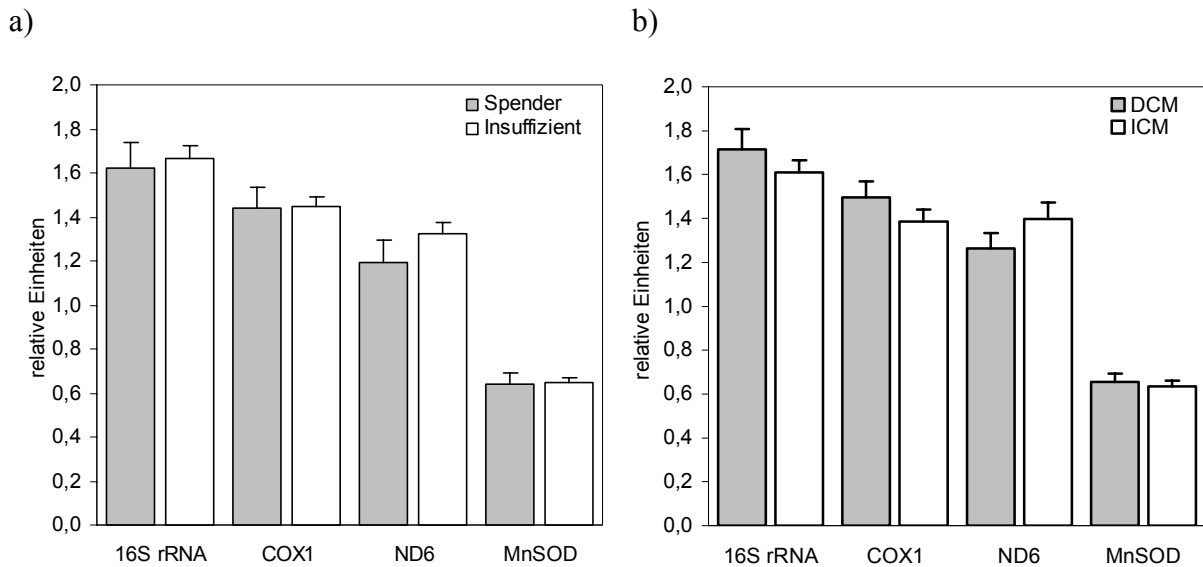 a)
2,0
1,8
1,6
1,4
1,2
1,0
0,8
0,6
0,4
0,2
0,0
relative Einheiten
Spender
Insuffizient
16S rRNA COX1 ND6 MnSOD
b)
2,0
1,8
1,6
1,4
1,2
1,0
0,8
0,6
0,4
0,2
0,0
relative Einheiten
DCM
ICM
16S rRNA COX1 ND6 MnSOD